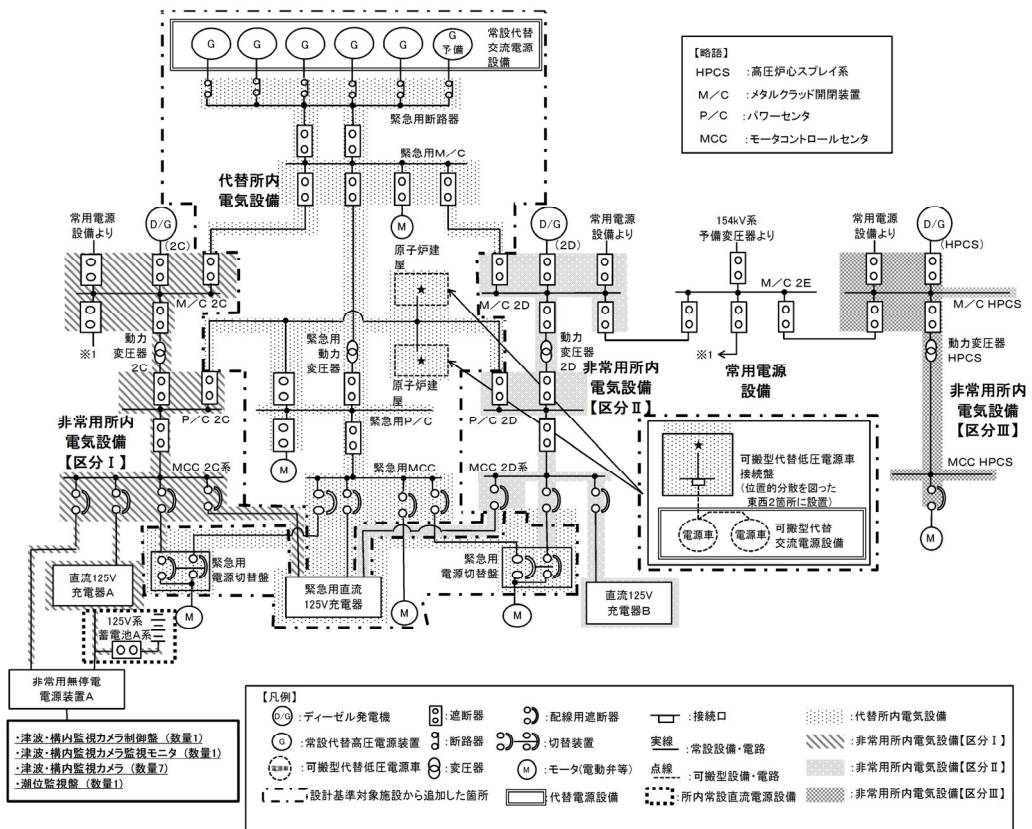 G
G
G
G
G
G
予備
常設代替
交流電源
設備
緊急用断路器
緊急用M／C
代替所内
電気設備
【略語】
HPCS ：高圧炉心スプレイ系
M／C ：メタルクラッド開閉装置
P／C ：パワーセンタ
MCC ：モータコントロールセンタ
常用電源
設備より
D/G
(2C)
M
原子炉建
屋
D/G
(2D)
常用電源
設備より
154kV系
予備変圧器より
常用電源
設備より
D/G
(HPCS)
M／C 2C
M／C 2D
M／C 2E
M／C HPCS
※1
動力
変圧器
2C
緊急用
動力
変圧器
原子炉建
屋
動力
変圧器
2D
※1
常用電源
設備
動力変圧器
HPCS
非常用所内
電気設備
【区分Ⅱ】
非常用所内
電気設備
【区分Ⅲ】
非常用所内
電気設備
【区分Ⅰ】
P／C 2C
緊急用P／C
P／C 2D
M
MCC 2C系
緊急用MCC
MCC 2D系
MCC HPCS
M
可搬型代替低圧電源車
接続盤
(位置的分散を図った
東西2箇所に設置)
電源車
電源車
可搬型代替
交流電源設備
緊急用
電源切替盤
緊急用
電源切替盤
直流125V
充電器A
M
緊急用直流
125V充電器
M
M
直流125V
充電器B
125V系
蓄電池A系
非常用無停電
電源装置A
・津波・構内監視カメラ制御盤（数量1）
・津波・構内監視カメラ監視モニタ（数量1）
・津波・構内監視カメラ（数量7）
・潮位監視盤（数量1）
【凡例】
D/G ：ディーゼル発電機
：遮断器
：配線用遮断器
：接続口
：代替所内電気設備
G ：常設代替高圧電源装置
：断路器
：切替装置
実線
：常設設備・電路
：非常用所内電気設備【区分Ⅰ】
電源車 ：可搬型代替低圧電源車
：変圧器
M ：モータ(電動弁等)
点線
：可搬型設備・電路
：非常用所内電気設備【区分Ⅱ】
：設計基準対象施設から追加した箇所
：代替電源設備
：所内常設直流電源設備
：非常用所内電気設備【区分Ⅲ】